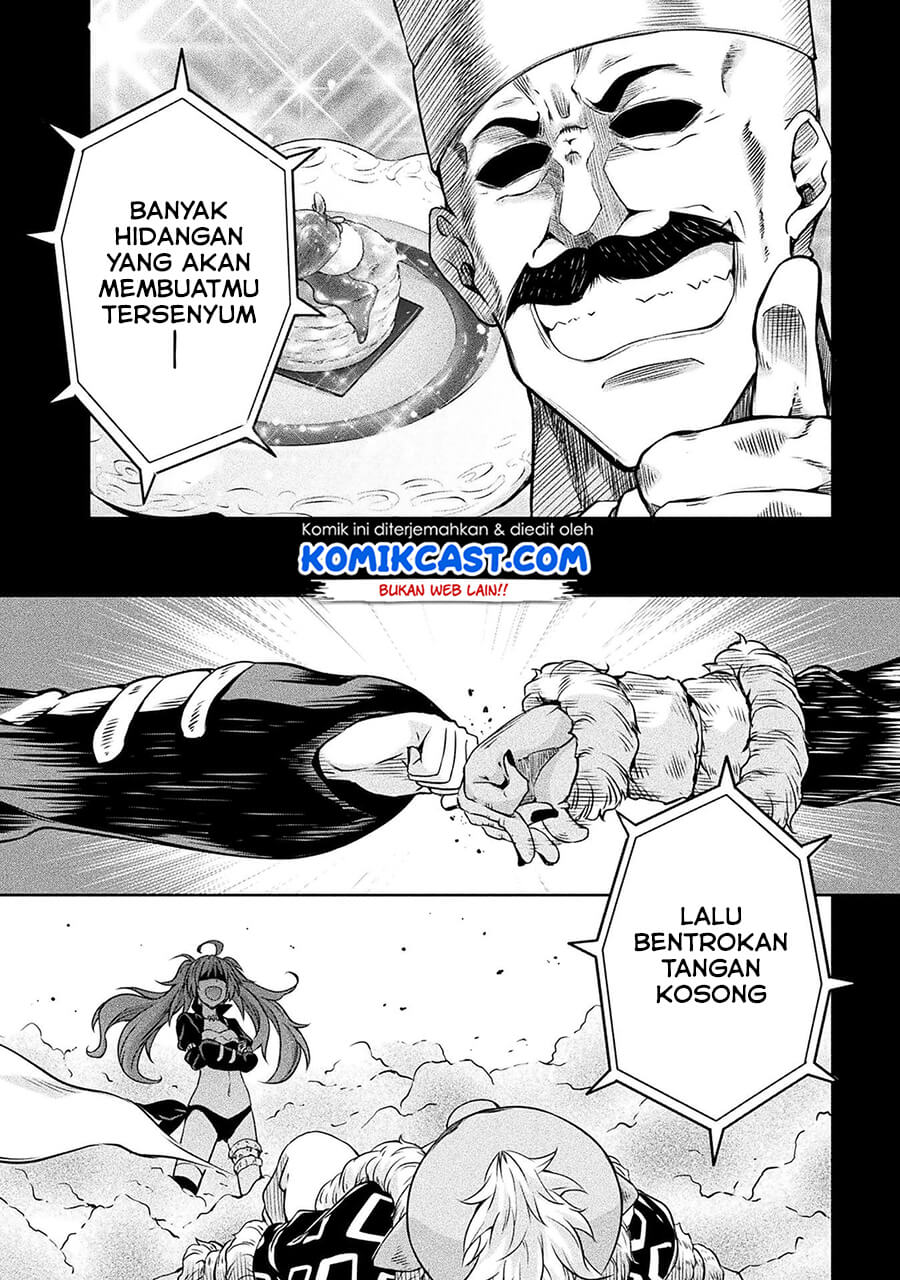 BANYAK
HIDANGAN
YANG AKAN
MEMBUATMU
TERSENYUM
—
Komik ini diterjemahkan & diedit oleh
KOMIKCAST.COM
BUKAN WEB LAIN!!
LALU
BENTROKAN
TANGAN
KOSONG